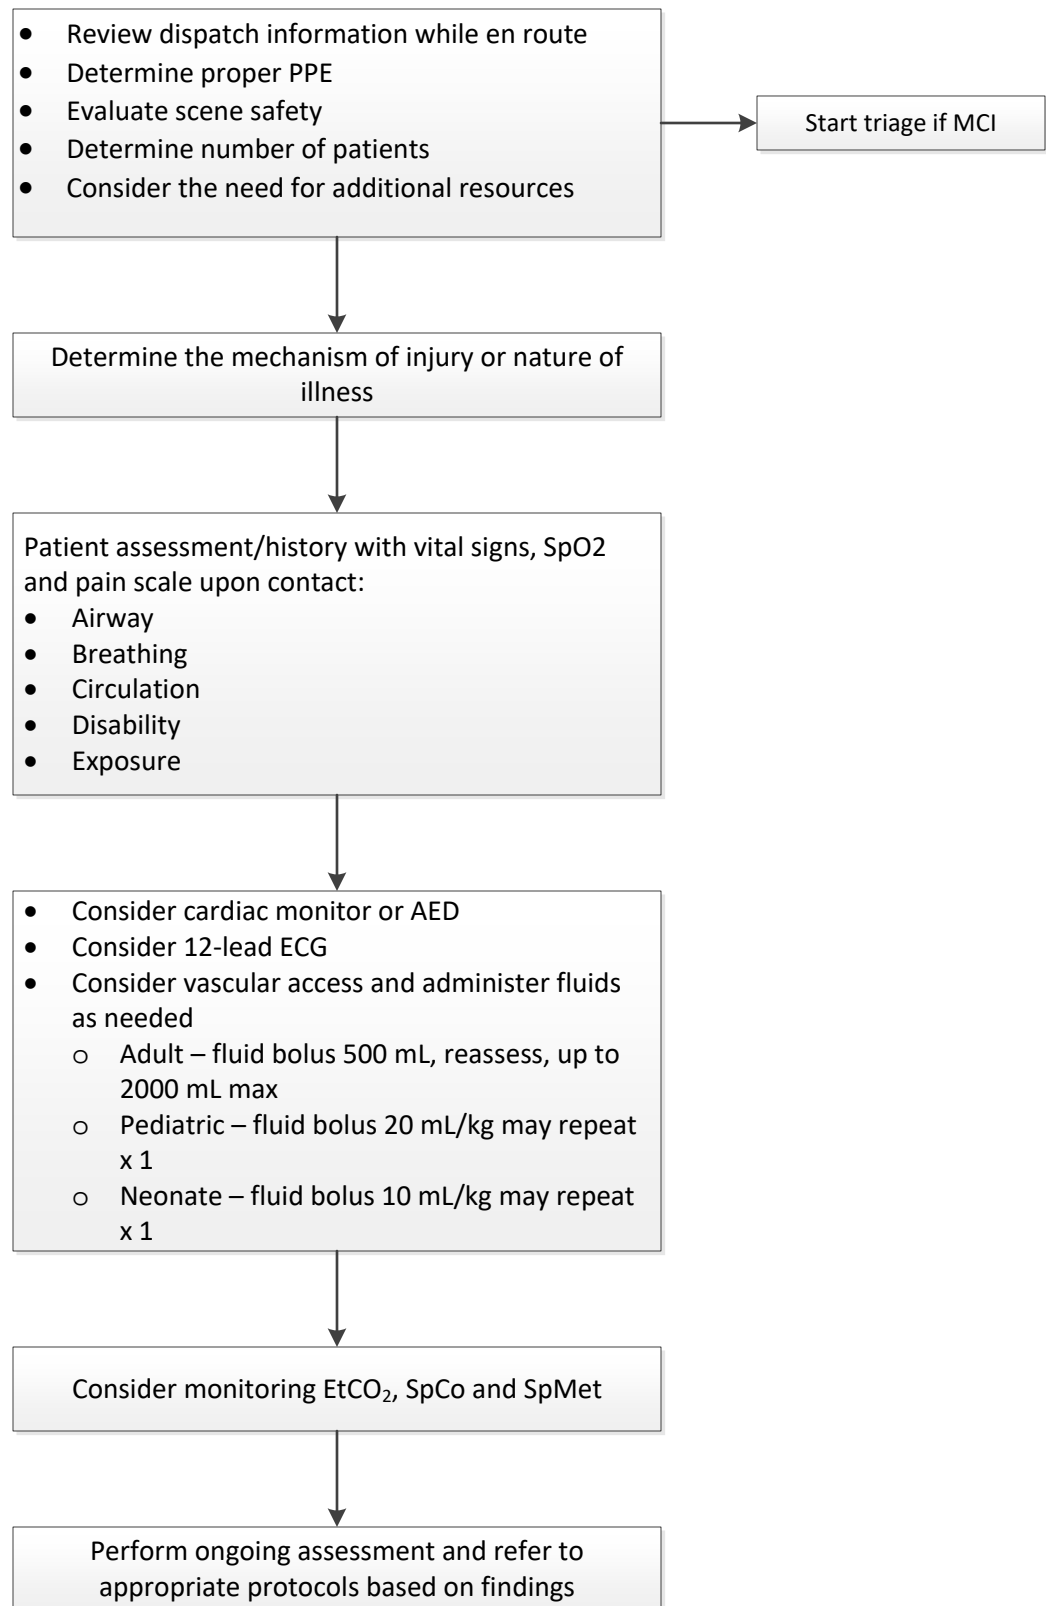 • Review dispatch information while en route
• Determine proper PPE
• Evaluate scene safety
• Determine number of patients
• Consider the need for additional resources
Start triage if MCI
Determine the mechanism of injury or nature of
illness
Patient assessment/history with vital signs, SpO2
and pain scale upon contact:
• Airway
• Breathing
• Circulation
• Disability
• Exposure
• Consider cardiac monitor or AED
• Consider 12-lead ECG
• Consider vascular access and administer fluids
as needed
o Adult – fluid bolus 500 mL, reassess, up to
2000 mL max
o Pediatric – fluid bolus 20 mL/kg may repeat
x 1
o Neonate – fluid bolus 10 mL/kg may repeat
x 1
Consider monitoring EtCO₂, SpCo and SpMet
Perform ongoing assessment and refer to
appropriate protocols based on findings